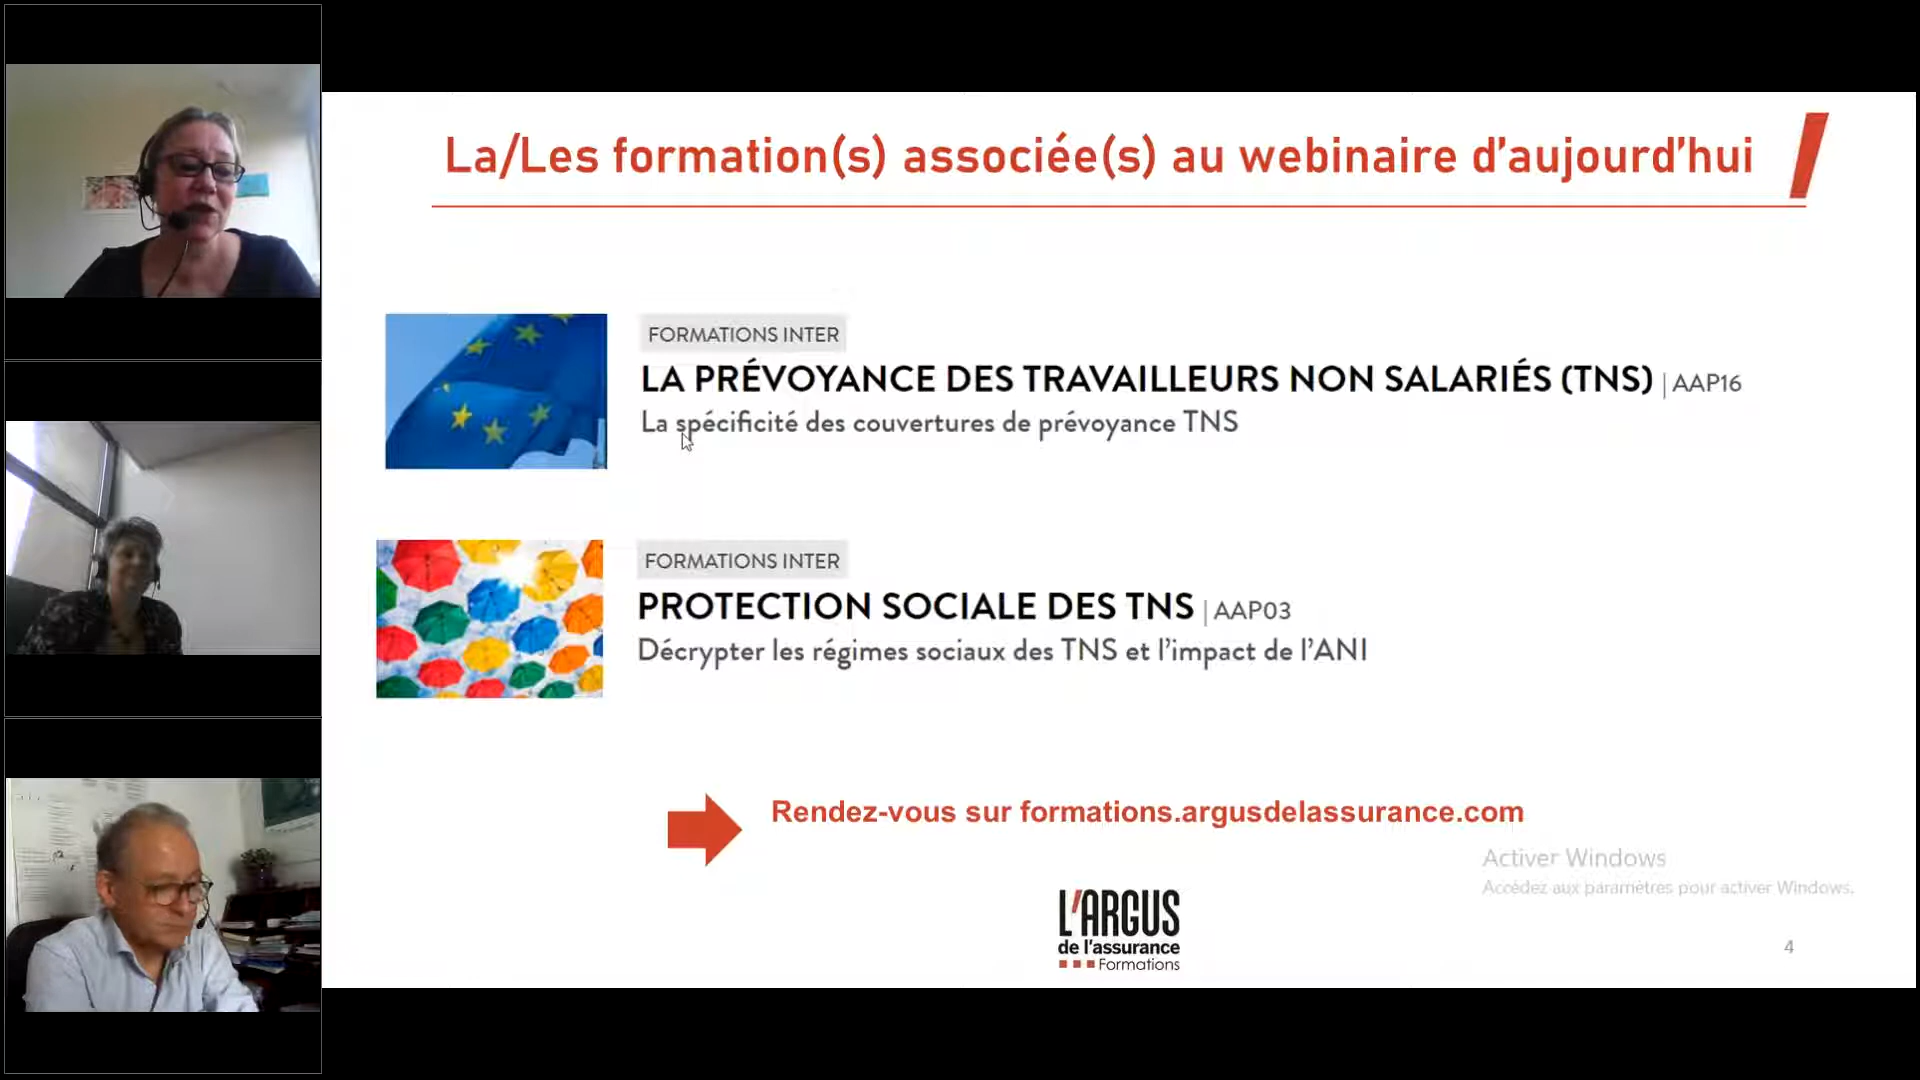 La/Les formation(s) associée(s) au webinaire d'aujourd'hui
FORMATIONS INTER
LA PRÉVOYANCE DES TRAVAILLEURS NON SALARIÉS (TNS) | AAP16
La spécificité des couvertures de prévoyance TNS
FORMATIONS INTER
PROTECTION SOCIALE DES TNS | AAP03
Décrypter les régimes sociaux des TNS et l'impact de l'ANI
Rendez-vous sur formations.argusdelassurance.com
Activer Windows
Accédez aux paramètres pour activer Windows.
L'ARGUS
de l'assurance
Formations
4